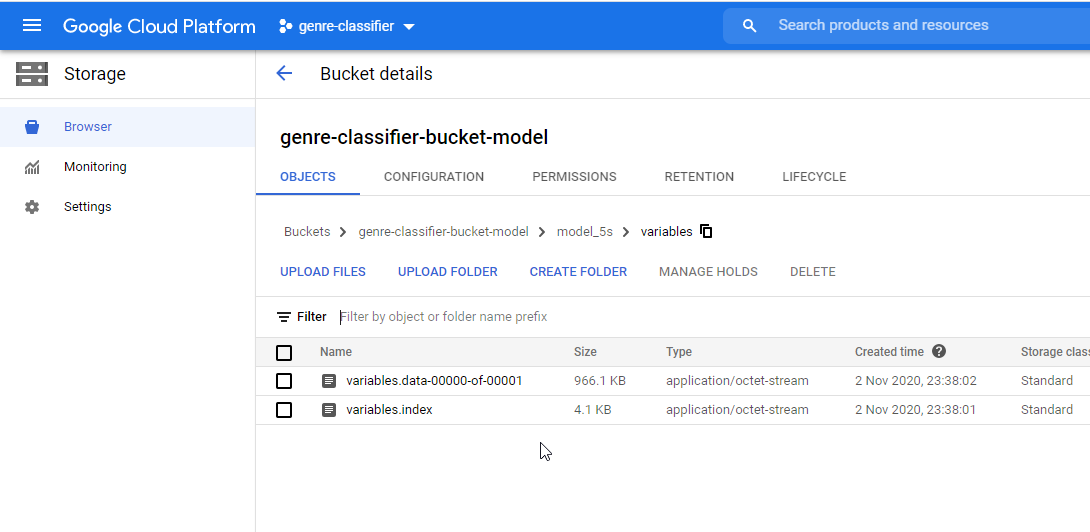 Google Cloud Platform genre-classifier Search products and resources
Storage Bucket details
Browser
genre-classifier-bucket-model
Monitoring
OBJECTS CONFIGURATION PERMISSIONS RETENTION LIFECYCLE
Settings
Buckets > genre-classifier-bucket-model > model_5s > variables
UPLOAD FILES UPLOAD FOLDER CREATE FOLDER MANAGE HOLDS DELETE
Filter Filter by object or folder name prefix
Name Size Type Created time ? Storage clas
variables.data-00000-of-00001 966.1 KB application/octet-stream 2 Nov 2020, 23:38:02 Standard
variables.index 4.1 KB application/octet-stream 2 Nov 2020, 23:38:01 Standard